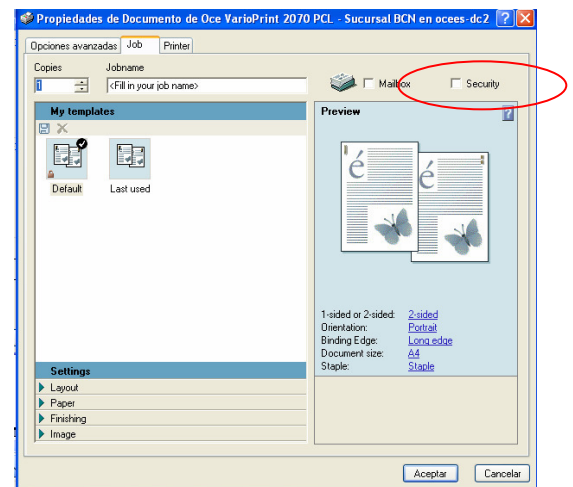 Propiedades de Documento de Oce VarioPrint 2070 PCL - Sucursal BCN en ocees-dc2
Opciones avanzadas Job Printer
Copies Jobname
1 <Fill in your job name> Mailbox Security
My templates Preview
Default Last used
é é
1-sided or 2-sided: 2-sided
Orientation: Portrait
Binding Edge: Long edge
Document size: A4
Staple: Staple
Settings
Layout
Paper
Finishing
Image
Aceptar Cancelar